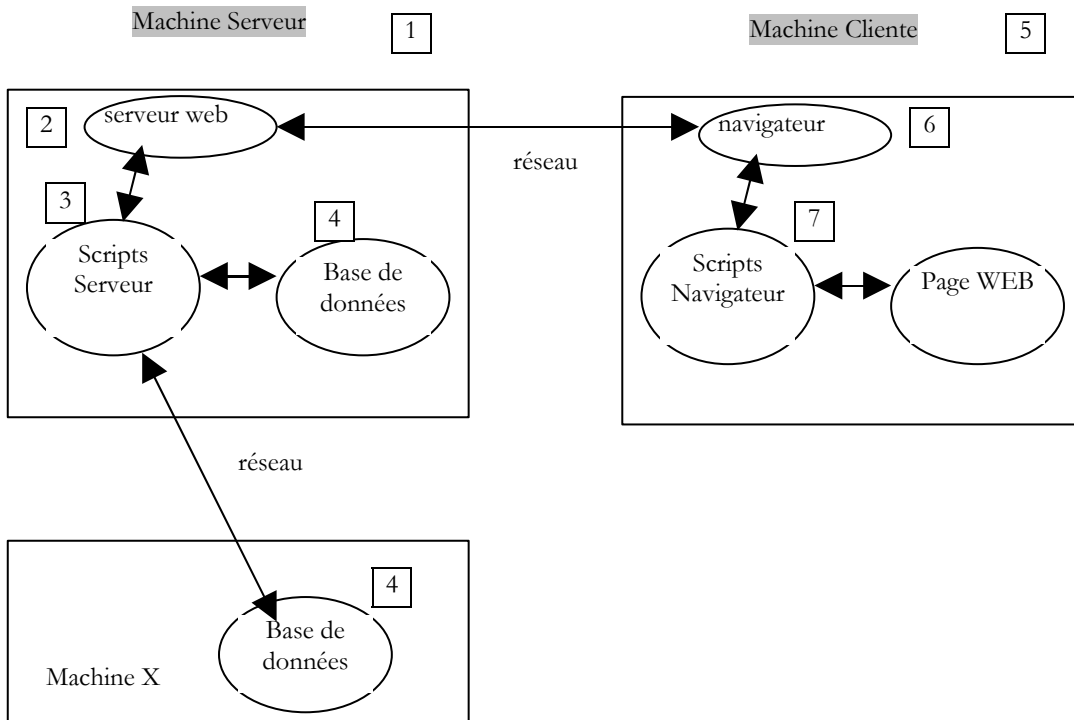 Machine Serveur
1
Machine Cliente
5
2
serveur web
navigateur
6
réseau
3
4
7
Scripts
Serveur
Base de
données
Scripts
Navigateur
Page WEB
réseau
4
Base de
données
Machine X